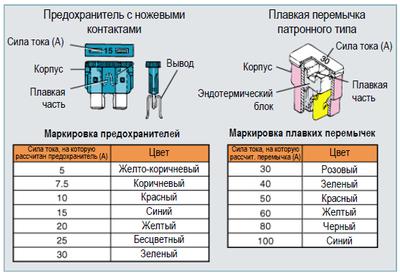 Предохранитель с ножевыми
контактами
Сила тока (А)
15
Корпус
Вывод
Плавкая
часть
Плавкая перемычка
патронного типа
Сила тока (А)
30
Корпус
Эндотермический
блок
Плавкая
часть
Маркировка предохранителей
Сила тока, на которую
рассчитан предохранитель (А)
Цвет
5 Желто-коричневый
7.5 Коричневый
10 Красный
15 Синий
20 Желтый
25 Бесцветный
30 Зеленый
Маркировка плавких перемычек
Сила тока, на которую
рассчит. перемычка (А)
Цвет
30 Розовый
40 Зеленый
50 Красный
60 Желтый
80 Черный
100 Синий